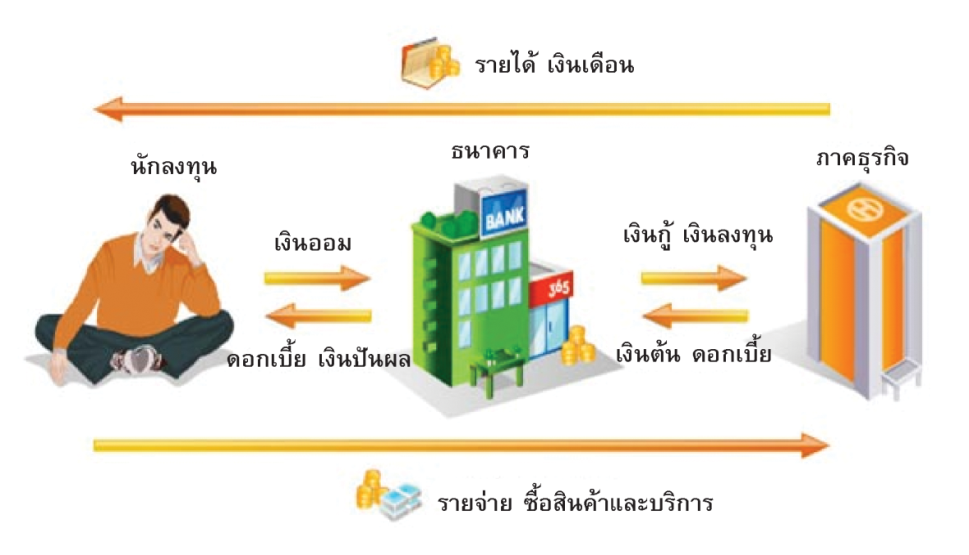 รายได้ เงินเดือน
นักลงทุน
ธนาคาร
ภาคธุรกิจ
BANK
365
เงินออม
เงินกู้ เงินลงทุน
ดอกเบี้ย เงินปันผล
เงินต้น ดอกเบี้ย
รายจ่าย ซื้อสินค้าและบริการ